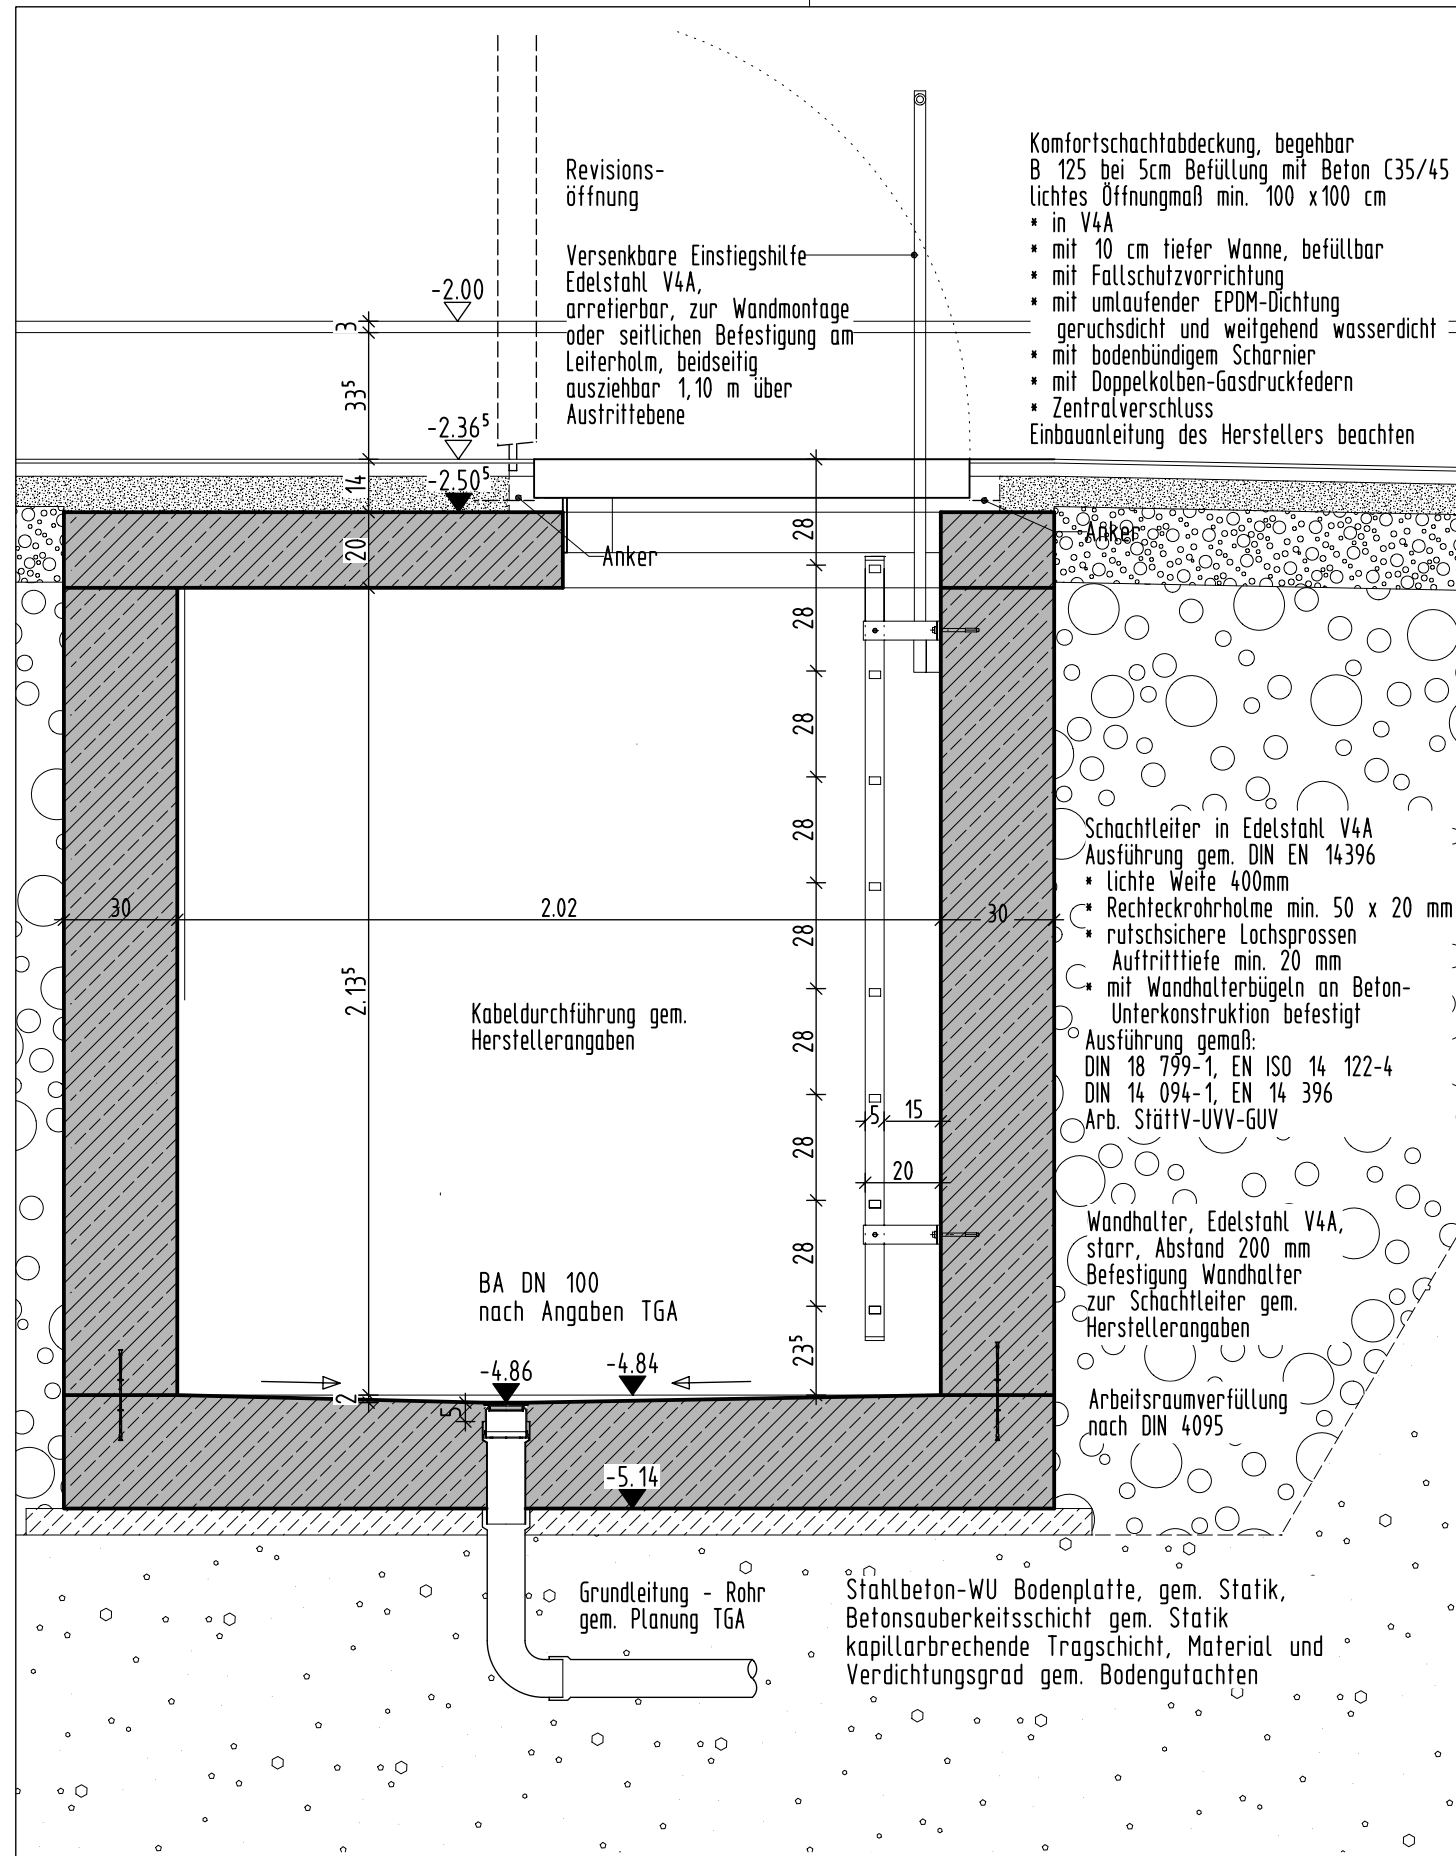 Revisions-
öffnung
Versenkbare Einstiegshilfe
Edelstahl V4A,
arretierbar, zur Wandmontage
oder seitlichen Befestigung am
Leiterholm, beidseitig
ausziehbar 1,10 m über
Austrittebene
Komfortschachtabdeckung, begehbar
B 125 bei 5cm Befüllung mit Beton C35/45
lichtes Öffnungmaß min. 100 x100 cm
* in V4A
* mit 10 cm tiefer Wanne, befüllbar
* mit Fallschutzvorrichtung
* mit umlaufender EPDM-Dichtung
geruchsdicht und weitgehend wasserdicht
* mit bodenbündigem Scharnier
* mit Doppelkolben-Gasdruckfedern
* Zentralverschluss
Einbauanleitung des Herstellers beachten
-2.00
3
33⁵
-2.36⁵
14
-2.50⁵
20
Anker
Anker
28
28
28
28
28
28
28
28
23⁵
30
2.02
30
2.13⁵
Kabeldurchführung gem.
Herstellerangaben
5
15
20
Schachtleiter in Edelstahl V4A
Ausführung gem. DIN EN 14396
* lichte Weite 400mm
* Rechteckrohrholme min. 50 x 20 mm
* rutschsichere Lochsprossen
Auftritttiefe min. 20 mm
* mit Wandhalterbügeln an Beton-
Unterkonstruktion befestigt
Ausführung gemäß:
DIN 18 799-1, EN ISO 14 122-4
DIN 14 094-1, EN 14 396
Arb. StättV-UVV-GUV
Wandhalter, Edelstahl V4A,
starr, Abstand 200 mm
Befestigung Wandhalter
zur Schachtleiter gem.
Herstellerangaben
BA DN 100
nach Angaben TGA
-4.86
-4.84
2
5
-5.14
Arbeitsraumverfüllung
nach DIN 4095
Grundleitung - Rohr
gem. Planung TGA
Stahlbeton-WU Bodenplatte, gem. Statik,
Betonsauberkeitsschicht gem. Statik
kapillarbrechende Tragschicht, Material und
Verdichtungsgrad gem. Bodengutachten